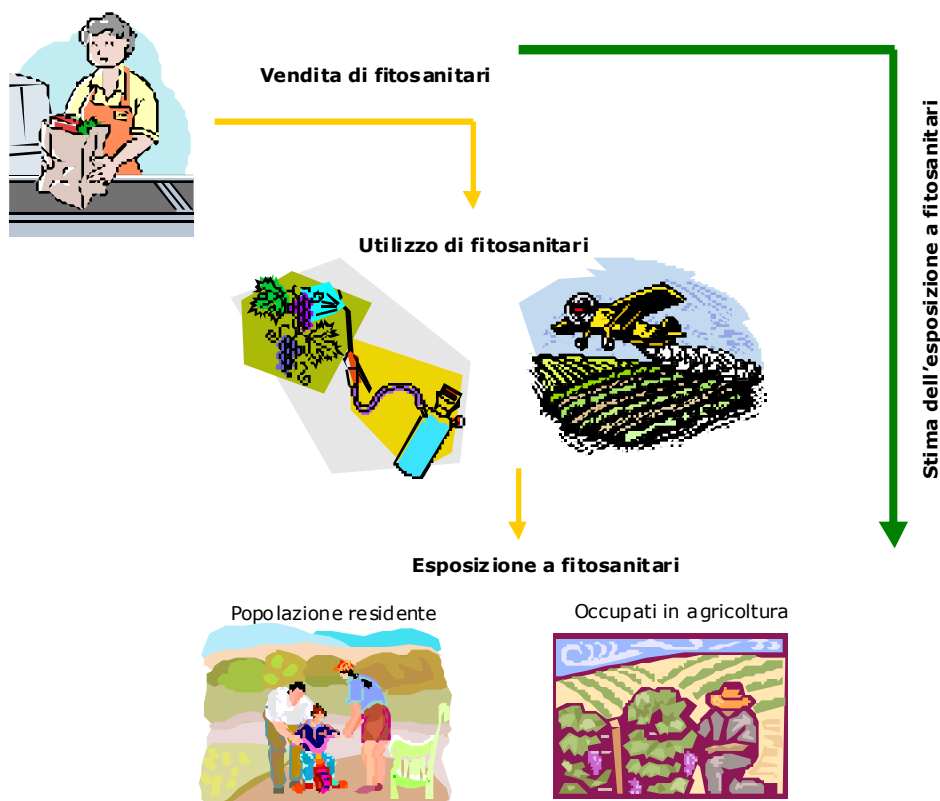 Vendita di fitosanitari
Stima dell'esposizione a fitosanitari
Utilizzo di fitosanitari
Esposizione a fitosanitari
Popolazione residente
Occupati in agricoltura